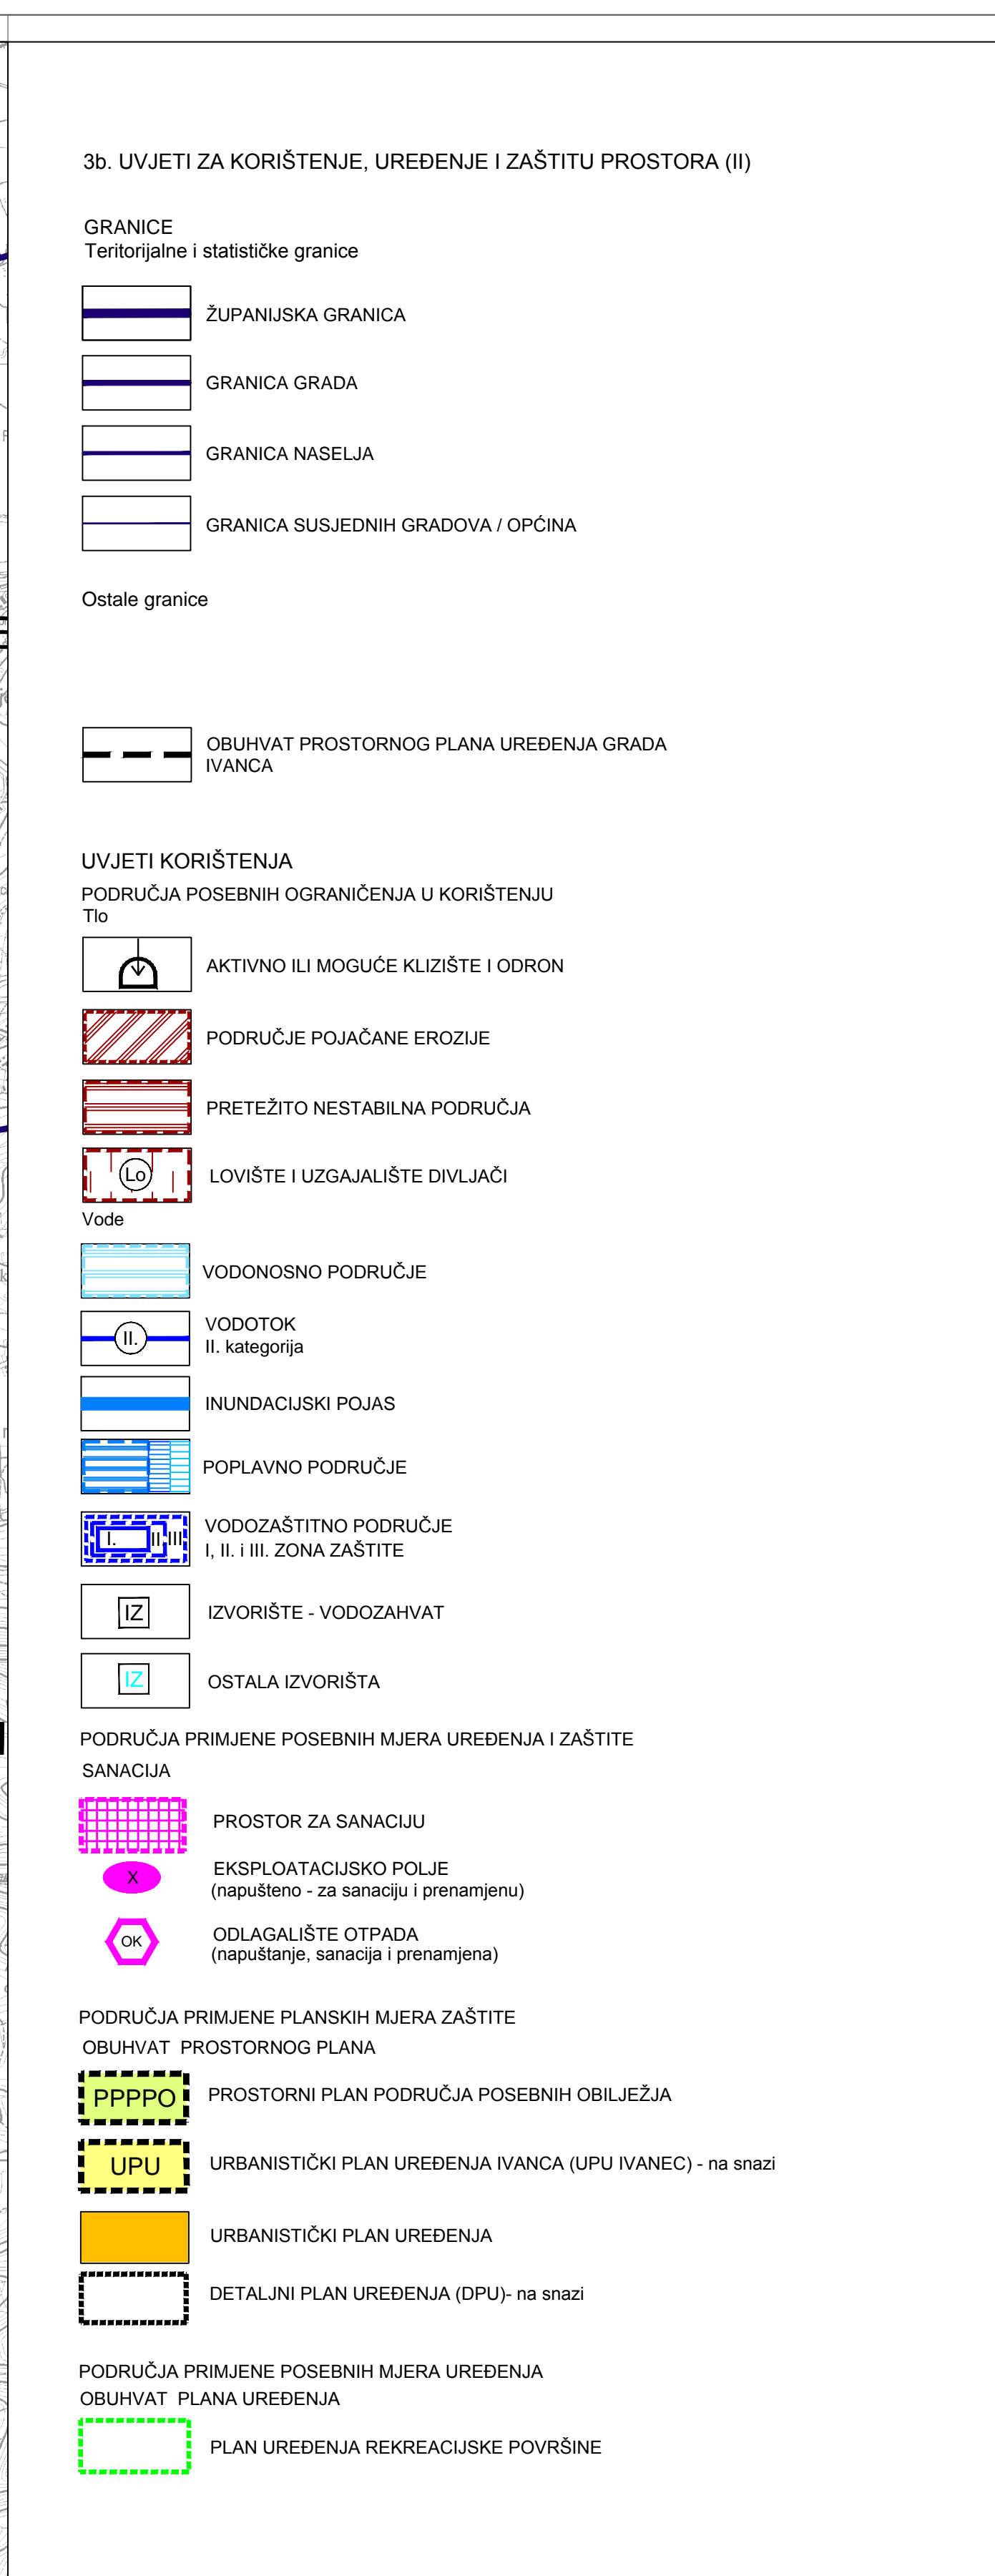 3b. UVJETI ZA KORIŠTENJE, UREĐENJE I ZAŠTITU PROSTORA (II)
GRANICE
Teritorijalne i statističke granice
ŽUPANIJSKA GRANICA
GRANICA GRADA
GRANICA NASELJA
GRANICA SUSJEDNIH GRADOVA / OPĆINA
Ostale granice
OBUHVAT PROSTORNOG PLANA UREĐENJA GRADA
IVANCA
UVJETI KORIŠTENJA
PODRUČJA POSEBNIH OGRANIČENJA U KORIŠTENJU
Tlo
AKTIVNO ILI MOGUĆE KLIZIŠTE I ODRON
PODRUČJE POJAČANE EROZIJE
PRETEŽITO NESTABILNA PODRUČJA
Lo LOVIŠTE I UZGAJALIŠTE DIVLJAČI
Vode
VODONOSNO PODRUČJE
II. VODOTOK
II. kategorija
INUNDACIJSKI POJAS
POPLAVNO PODRUČJE
I. II. III. VODOZAŠTITNO PODRUČJE
I, II. i III. ZONA ZAŠTITE
IZ IZVORIŠTE - VODOZAHVAT
IZ OSTALA IZVORIŠTA
PODRUČJA PRIMJENE POSEBNIH MJERA UREĐENJA I ZAŠTITE
SANACIJA
PROSTOR ZA SANACIJU
X EKSPLOATACIJSKO POLJE
(napušteno - za sanaciju i prenamjenu)
OK ODLAGALIŠTE OTPADA
(napuštanje, sanacija i prenamjena)
PODRUČJA PRIMJENE PLANSKIH MJERA ZAŠTITE
OBUHVAT PROSTORNOG PLANA
PPPPO PROSTORNI PLAN PODRUČJA POSEBNIH OBILJEŽJA
UPU URBANISTIČKI PLAN UREĐENJA IVANCA (UPU IVANEC) - na snazi
URBANISTIČKI PLAN UREĐENJA
DETALJNI PLAN UREĐENJA (DPU)- na snazi
PODRUČJA PRIMJENE POSEBNIH MJERA UREĐENJA
OBUHVAT PLANA UREĐENJA
PLAN UREĐENJA REKREACIJSKE POVRŠINE